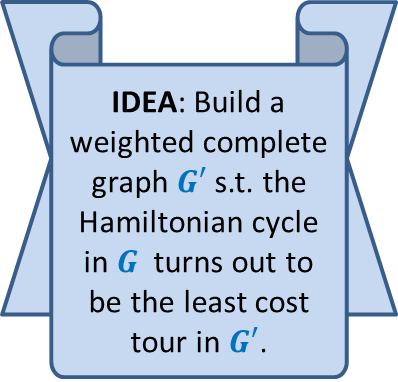 IDEA: Build a
weighted complete
graph G′ s.t. the
Hamiltonian cycle
in G turns out to
be the least cost
tour in G′.